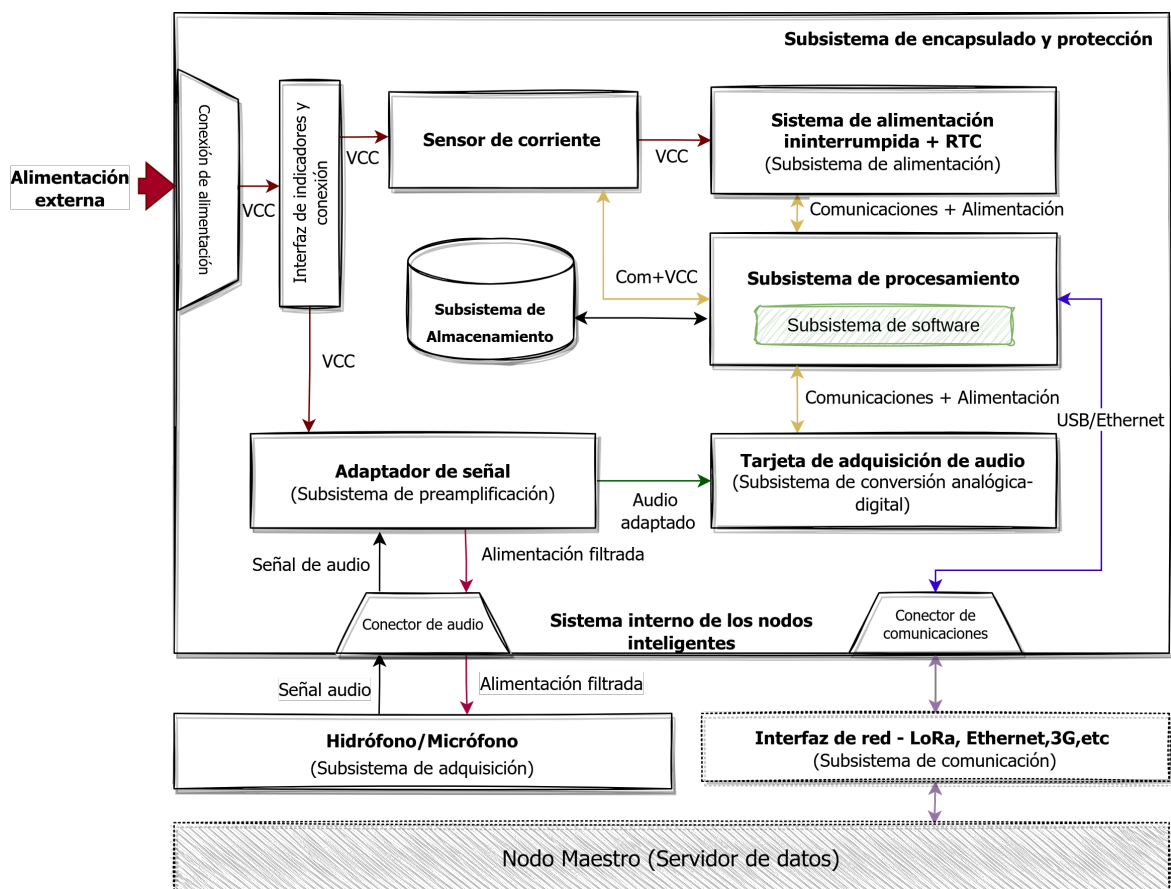 Subsistema de encapsulado y protección
Alimentación
externa
Conexión de alimentación
VCC
Interfaz de indicadores y
conexión
VCC
Sensor de corriente
VCC
Sistema de alimentación
ininterrumpida + RTC
(Subsistema de alimentación)
Comunicaciones + Alimentación
Com+VCC
Subsistema de procesamiento
Subsistema de software
Subsistema de
Almacenamiento
VCC
Comunicaciones + Alimentación
USB/Ethernet
Adaptador de señal
(Subsistema de preamplificación)
Audio
adaptado
Tarjeta de adquisición de audio
(Subsistema de conversión analógica-
digital)
Señal de audio
Alimentación filtrada
Conector de audio
Sistema interno de los nodos
inteligentes
Conector de
comunicaciones
Señal audio
Alimentación filtrada
Hidrófono/Micrófono
(Subsistema de adquisición)
Interfaz de red - LoRa, Ethernet,3G,etc
(Subsistema de comunicación)
Nodo Maestro (Servidor de datos)